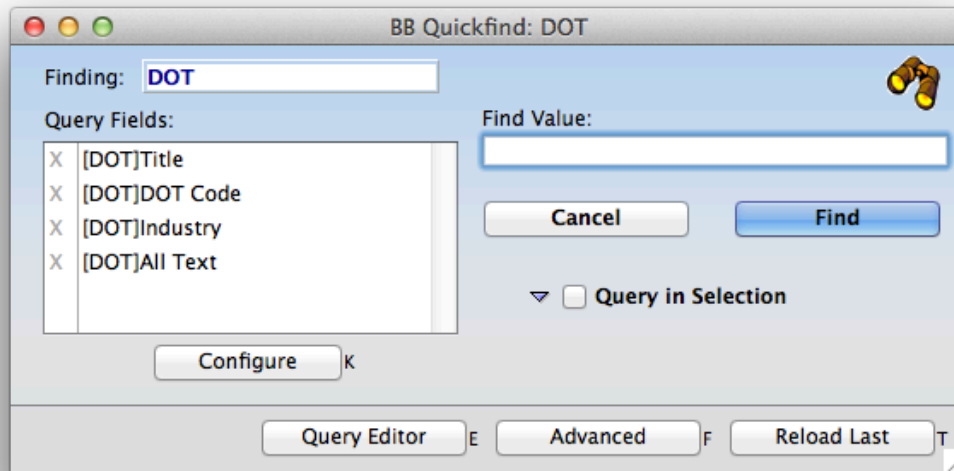 BB Quickfind: DOT
Finding: DOT
Query Fields:
Find Value:
X [DOT]Title
X [DOT]DOT Code
X [DOT]Industry
X [DOT]All Text
Cancel Find
Query in Selection
Configure K
Query Editor E Advanced F Reload Last T